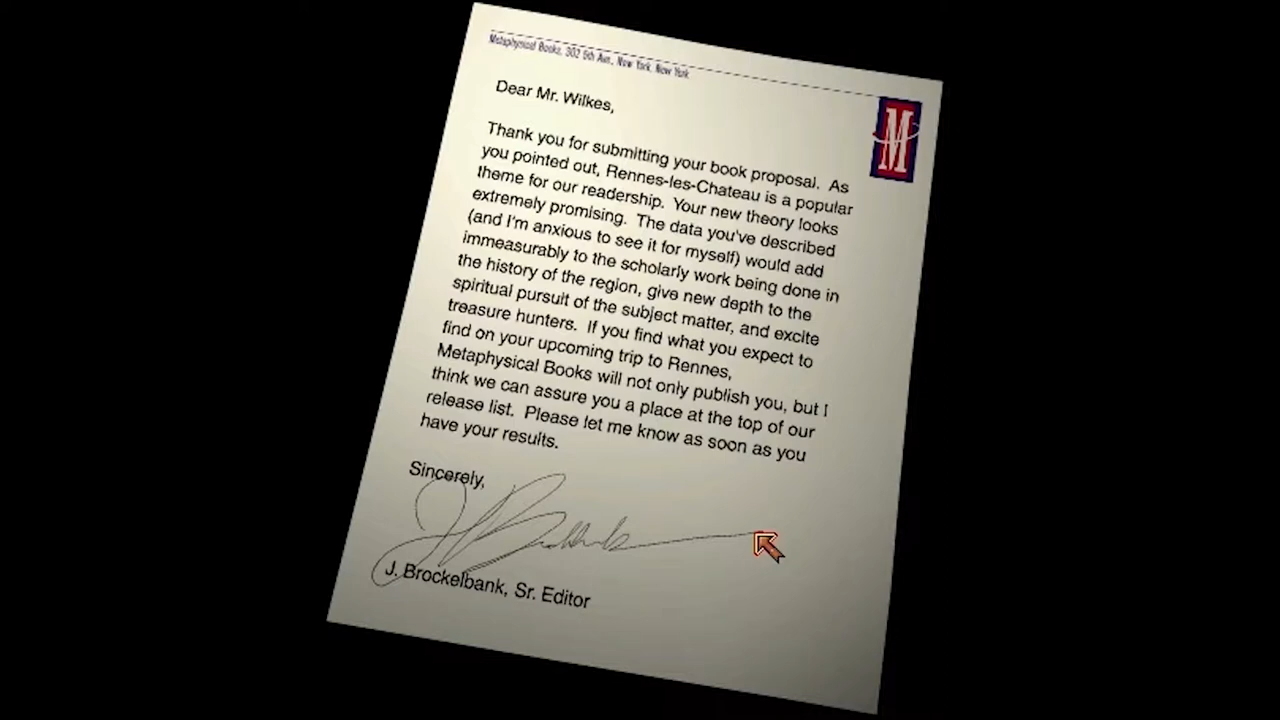 Metaphysical Books, 302 5th Ave., New York, New York
M
Dear Mr. Wilkes,
Thank you for submitting your book proposal. As
you pointed out, Rennes-les-Chateau is a popular
theme for our readership. Your new theory looks
extremely promising. The data you've described
(and I'm anxious to see it for myself) would add
immeasurably to the scholarly work being done in
the history of the region, give new depth to the
spiritual pursuit of the subject matter, and excite
treasure hunters. If you find what you expect to
find on your upcoming trip to Rennes,
Metaphysical Books will not only publish you, but I
think we can assure you a place at the top of our
release list. Please let me know as soon as you
have your results.
Sincerely,
J. Brockelbank, Sr. Editor